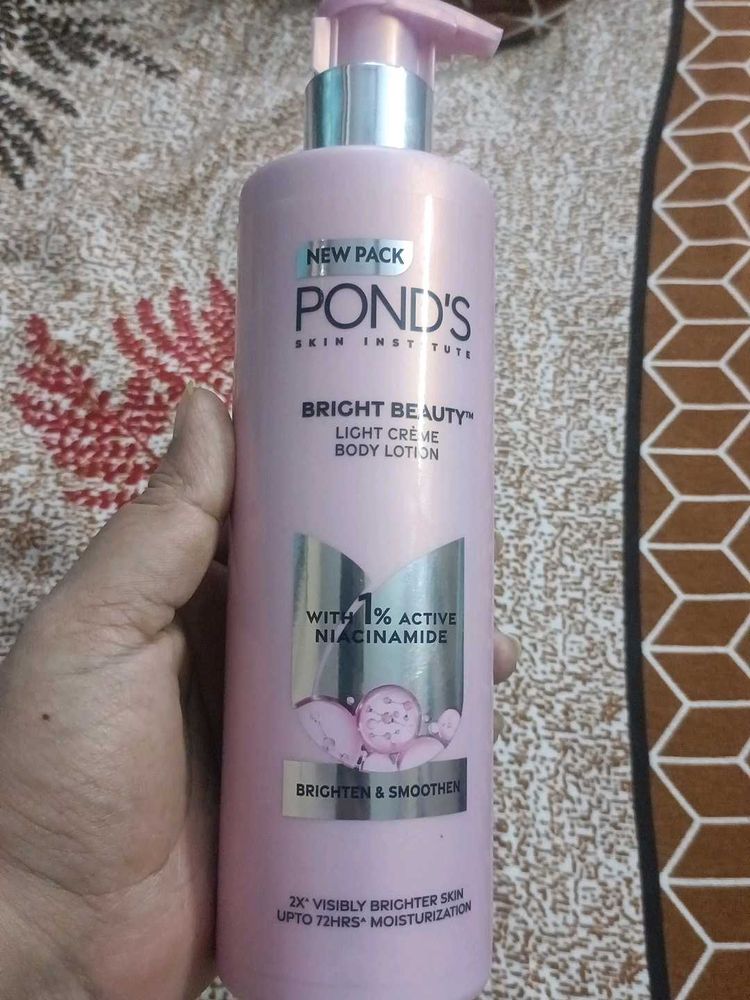 NEW PACK
POND'S
SKIN INSTITUTE
BRIGHT BEAUTY™
LIGHT CRÈME
BODY LOTION
WITH 1% ACTIVE
NIACINAMIDE
BRIGHTEN & SMOOTHEN
2X^ VISIBLY BRIGHTER SKIN
UPTO 72HRS^ MOISTURIZATION